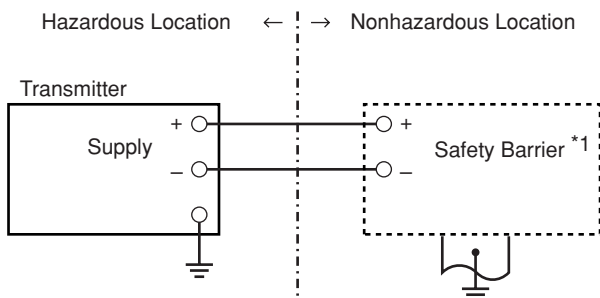 Hazardous Location ← → Nonhazardous Location
Transmitter
Supply
+
–
+
–
Safety Barrier *1